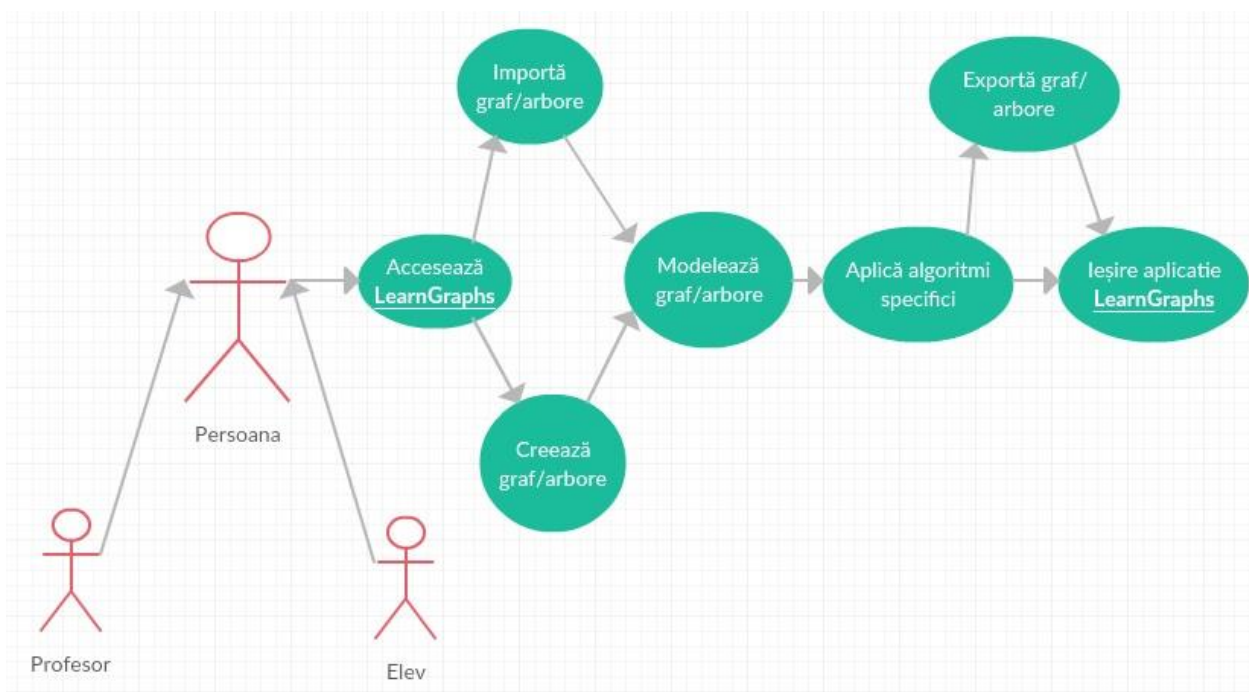 Importă
graf/arbore
Exportă graf/
arbore
Accesează
LearnGraphs
Modelează
graf/arbore
Aplică algoritmi
specifici
Ieșire aplicatie
LearnGraphs
Persoana
Creează
graf/arbore
Profesor
Elev